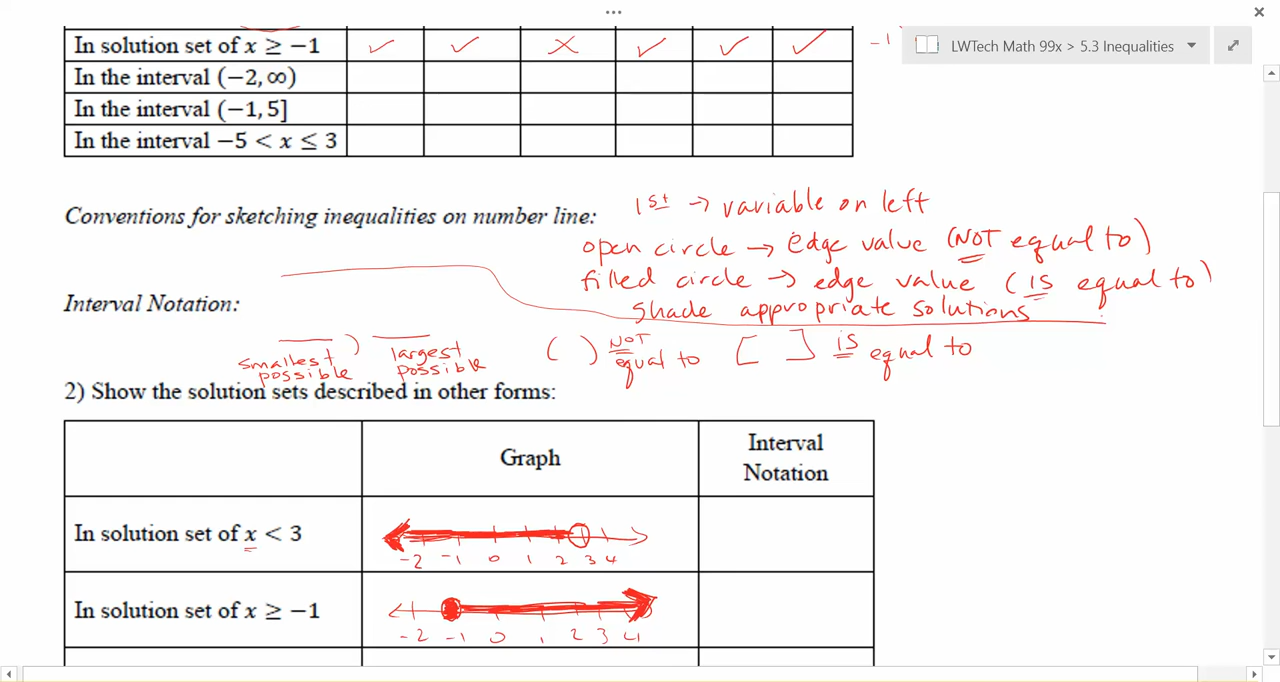 LWTech Math 99x > 5.3 Inequalities
In solution set of x ≥ −1 ✓ ✓ ✗ ✓ ✓ ✓ -1
In the interval (−2, ∞)
In the interval (−1, 5]
In the interval −5 < x ≤ 3
Conventions for sketching inequalities on number line: 1st → variable on left
open circle → edge value (NOT equal to)
filled circle → edge value (IS equal to)
shade appropriate solutions
Interval Notation:
smallest possible , largest possible ( ) NOT equal to [ ] IS equal to
2) Show the solution sets described in other forms:
Graph
Interval
Notation
In solution set of x < 3
-2 -1 0 1 2 3 4
In solution set of x ≥ −1
-2 -1 0 1 2 3 4